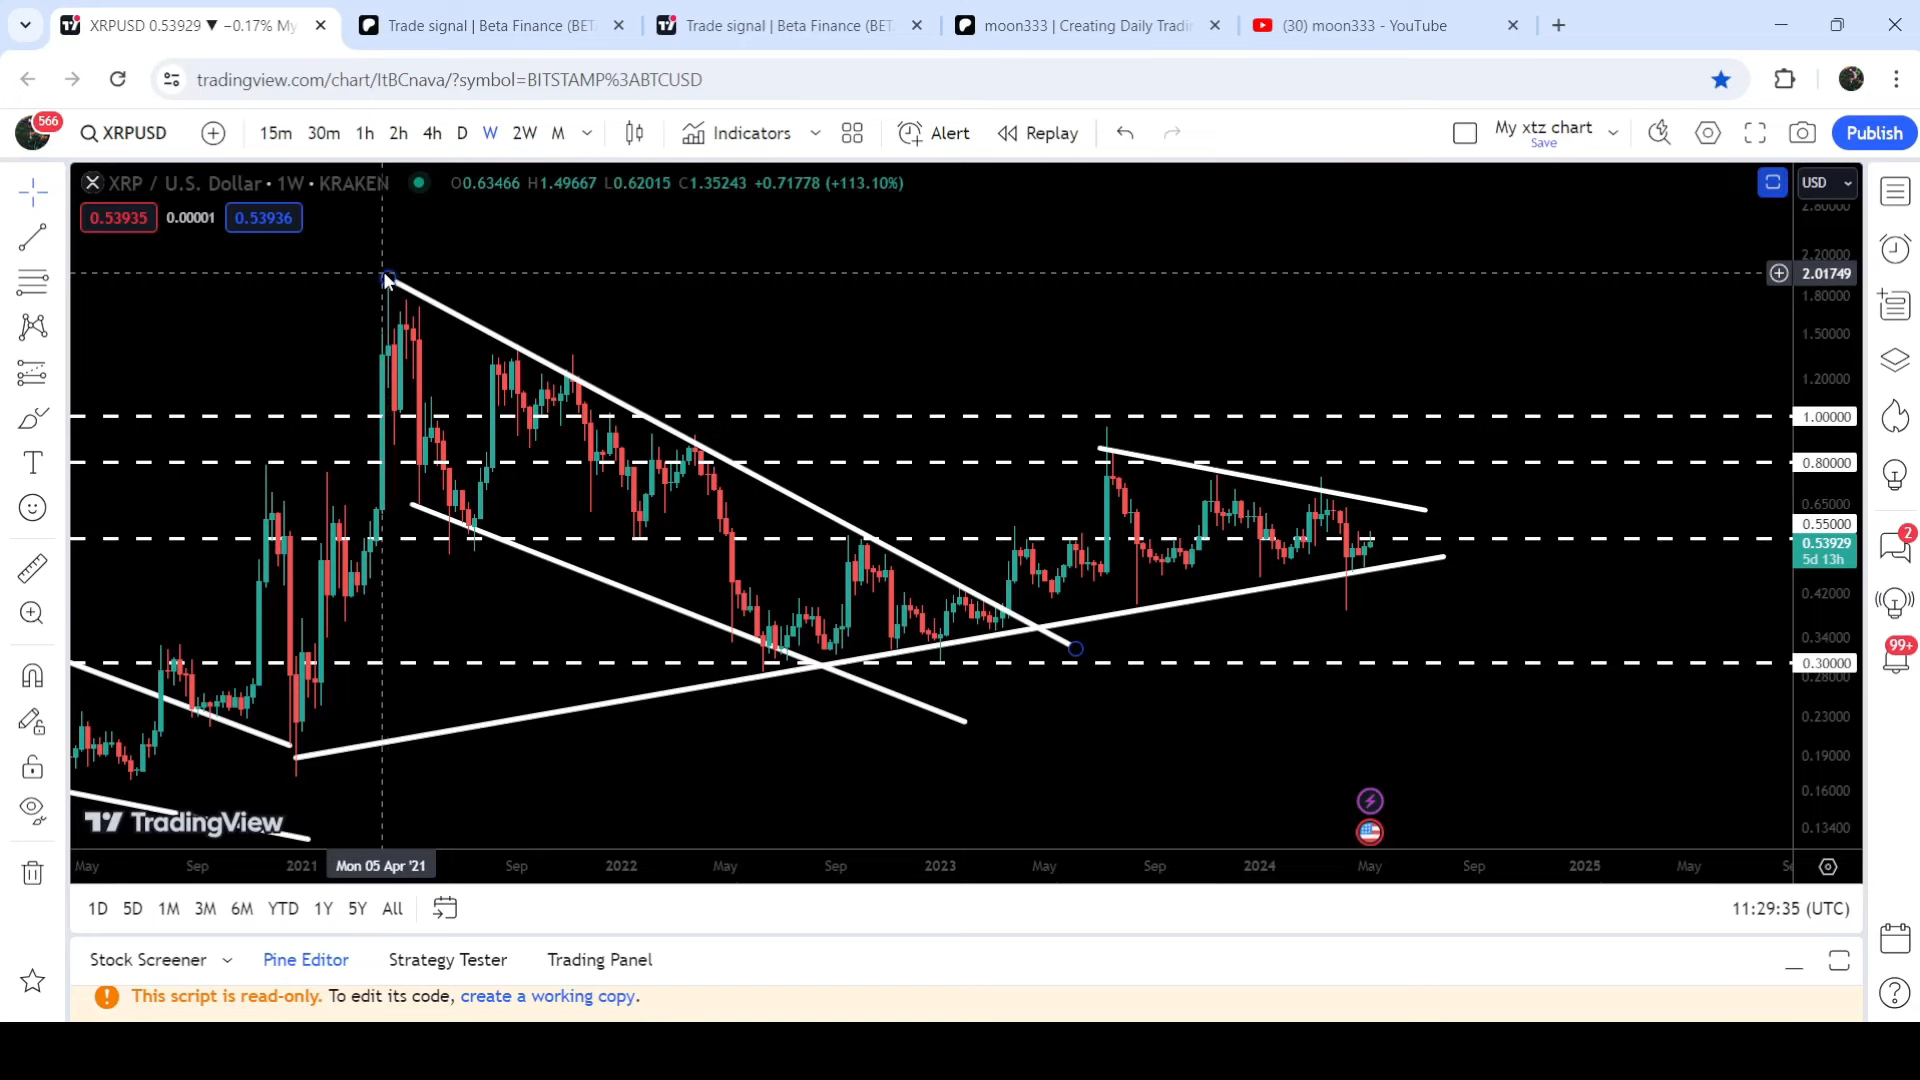 XRPUSD 0.53929 ▼ −0.17% My
Trade signal | Beta Finance (BET
Trade signal | Beta Finance (BET
moon333 | Creating Daily Tradin
(30) moon333 - YouTube
tradingview.com/chart/ItBCnava/?symbol=BITSTAMP%3ABTCUSD
566
XRPUSD
15m 30m 1h 2h 4h D W 2W M
Indicators
Alert
Replay
My xtz chart
Save
Publish
XRP / U.S. Dollar · 1W · KRAKEN
O0.63466 H1.49667 L0.62015 C1.35243 +0.71778 (+113.10%)
USD
0.53935
0.00001
0.53936
2.80000
2.20000
2.01749
1.80000
1.50000
1.20000
1.00000
0.80000
0.65000
0.55000
0.53929
5d 13h
0.42000
0.34000
0.30000
0.28000
0.23000
0.19000
0.16000
0.13400
2
99+
TradingView
May Sep 2021 Mon 05 Apr '21 Sep 2022 May Sep 2023 May Sep 2024 May Sep 2025 May Se
1D 5D 1M 3M 6M YTD 1Y 5Y All
11:29:35 (UTC)
Stock Screener
Pine Editor
Strategy Tester
Trading Panel
This script is read-only. To edit its code, create a working copy.